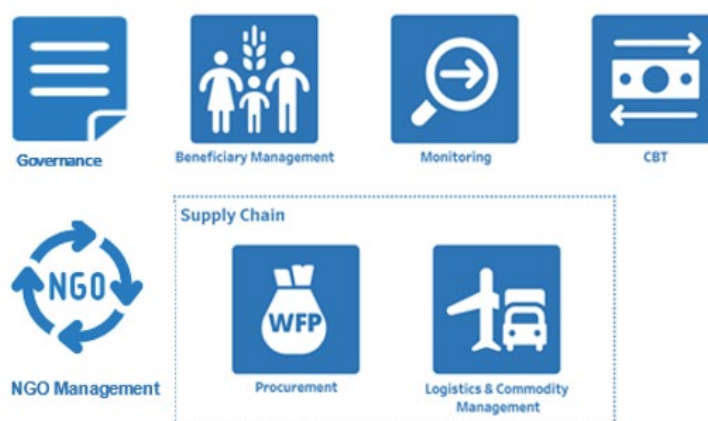 Governance
Beneficiary Management
Monitoring
CBT
NGO
NGO Management
Supply Chain
WFP
Procurement
Logistics & Commodity
Management